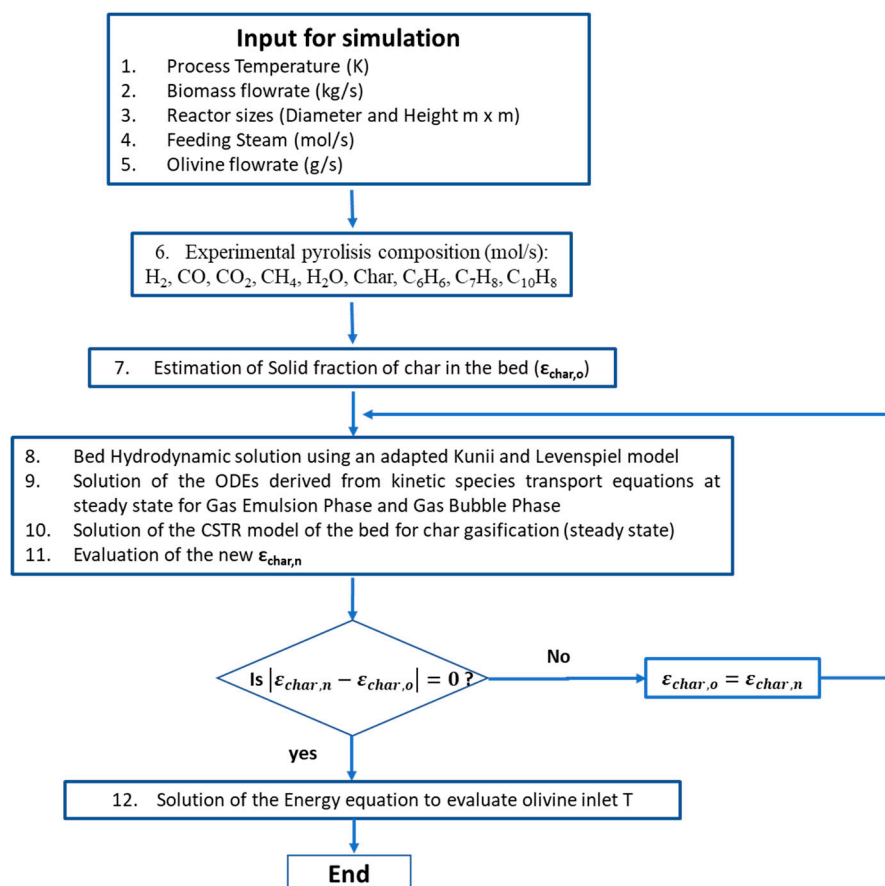 Input for simulation
1. Process Temperature (K)
2. Biomass flowrate (kg/s)
3. Reactor sizes (Diameter and Height m x m)
4. Feeding Steam (mol/s)
5. Olivine flowrate (g/s)
6. Experimental pyrolisis composition (mol/s):
H₂, CO, CO₂, CH₄, H₂O, Char, C₆H₆, C₇H₈, C₁₀H₈
7. Estimation of Solid fraction of char in the bed (ε_char,o)
8. Bed Hydrodynamic solution using an adapted Kunii and Levenspiel model
9. Solution of the ODEs derived from kinetic species transport equations at
steady state for Gas Emulsion Phase and Gas Bubble Phase
10. Solution of the CSTR model of the bed for char gasification (steady state)
11. Evaluation of the new ε_char,n
Is |ε_char,n − ε_char,o| = 0 ?
No
ε_char,o = ε_char,n
yes
12. Solution of the Energy equation to evaluate olivine inlet T
End